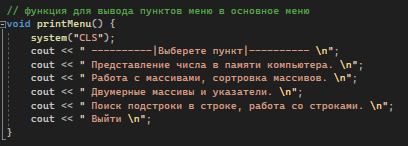 // функция для вывода пунктов меню в основное меню
void printMenu() {
system("CLS");
cout << " ----------|Выберете пункт|---------- \n";
cout << " Представление числа в памяти компьютера. \n";
cout << " Работа с массивами, сортровка массивов. \n";
cout << " Двумерные массивы и указатели. \n";
cout << " Поиск подстроки в строке, работа со строками. \n";
cout << " Выйти \n";
}